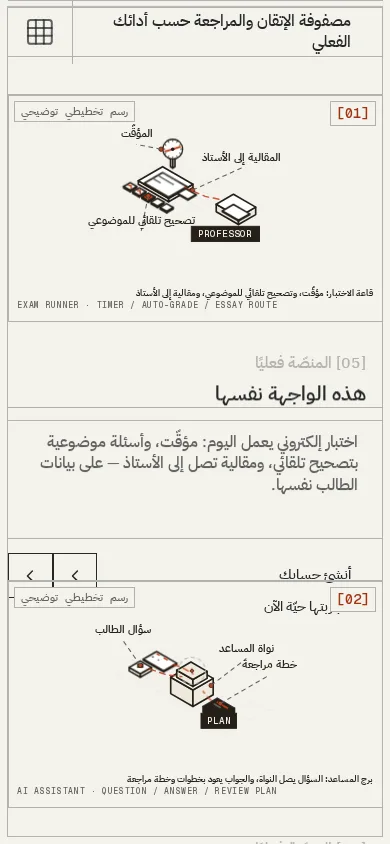 مصفوفة الإتقان والمراجعة حسب أدائك
الفعلي
[01]
رسم تخطيطي توضيحي
المؤقّت
المقالية إلى الأستاذ
تصحيح تلقائي للموضوعي
PROFESSOR
قاعة الاختبار: مؤقّت، وتصحيح تلقائي للموضوعي، ومقالية إلى الأستاذ
EXAM RUNNER · TIMER / AUTO-GRADE / ESSAY ROUTE
[05] المنصّة فعليًا
هذه الواجهة نفسها
اختبار إلكتروني يعمل اليوم: مؤقّت، وأسئلة موضوعية
بتصحيح تلقائي، ومقالية تصل إلى الأستاذ — على بيانات
الطالب نفسها.
أنشئ حسابك
[02]
رسم تخطيطي توضيحي
حيّة الآن
سؤال الطالب
نواة المساعد
خطة مراجعة
PLAN
برج المساعد: السؤال يصل النواة، والجواب يعود بخطوات وخطة مراجعة
AI ASSISTANT · QUESTION / ANSWER / REVIEW PLAN